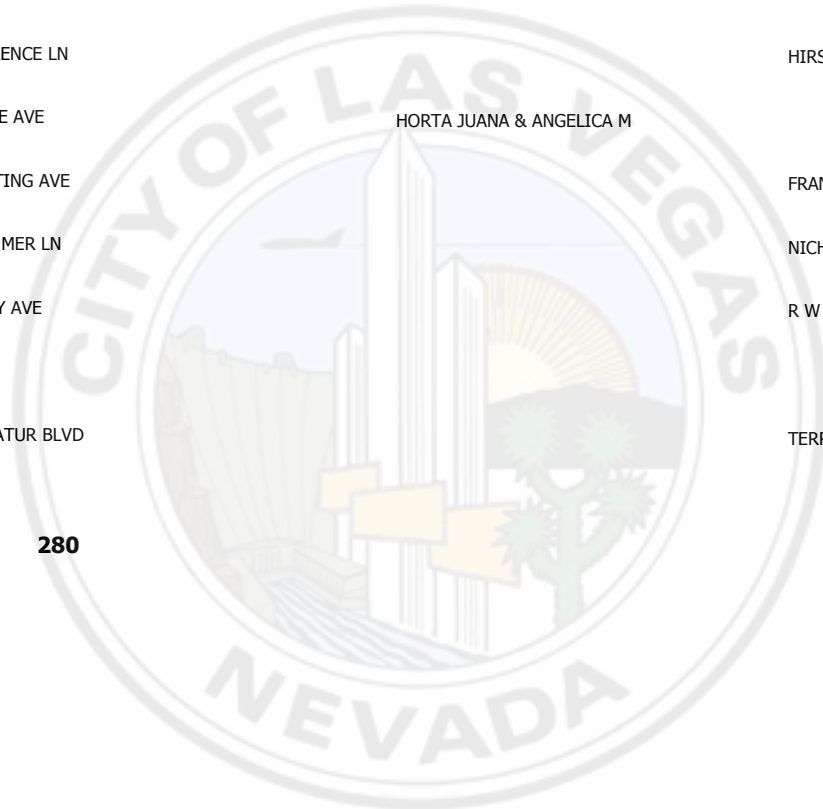 ENCE LN
HIRS
E AVE
HORTA JUANA & ANGELICA M
TING AVE
FRAN
MER LN
NICH
Y AVE
R W
ATUR BLVD
TERR
280
CITY OF LAS VEGAS
NEVADA